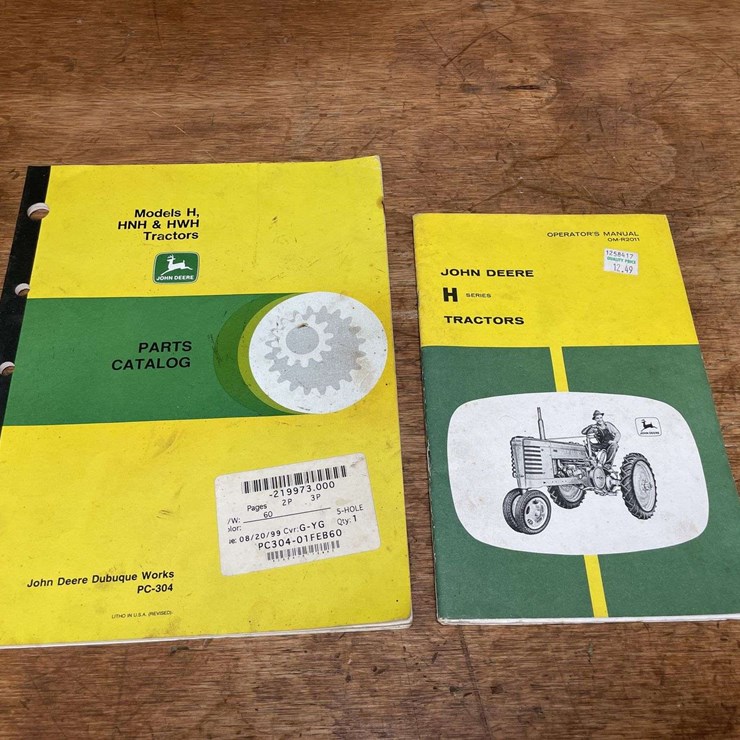 Models H,
HNH & HWH
Tractors
JOHN DEERE
PARTS
CATALOG
-219973.000
Pages 2P 3P
/W: 60
olor: 5-HOLE
08/20/99 Cvr:G-YG Qty:1
PC304-01FEB60
John Deere Dubuque Works
PC-304
LITHO IN U.S.A. (REVISED)
OPERATOR'S MANUAL
OM-R2011
1258417
12.49
JOHN DEERE
H SERIES
TRACTORS